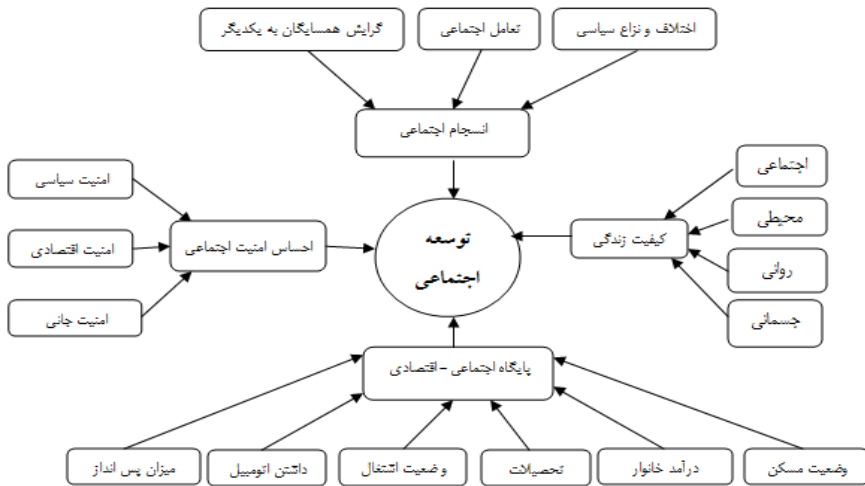 اختلاف و نزاع سیاسی
تعامل اجتماعی
گرایش همسایگان به یکدیگر
انسجام اجتماعی
اجتماعی
محیطی
روانی
جسمانی
کیفیت زندگی
توسعه
اجتماعی
احساس امنیت اجتماعی
امنیت سیاسی
امنیت اقتصادی
امنیت جانی
پایگاه اجتماعی - اقتصادی
وضعیت مسکن
درآمد خانوار
تحصیلات
وضعیت اشتغال
داشتن اتومبیل
میزان پس انداز